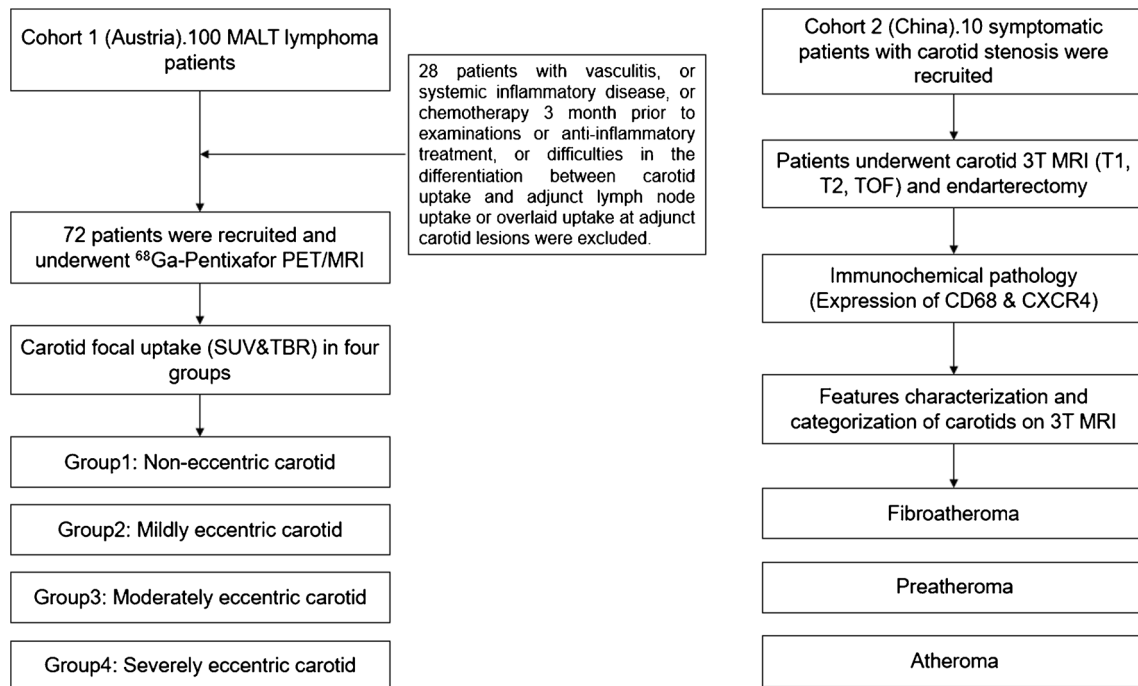 Cohort 1 (Austria).100 MALT lymphoma
patients
28 patients with vasculitis, or
systemic inflammatory disease, or
chemotherapy 3 month prior to
examinations or anti-inflammatory
treatment, or difficulties in the
differentiation between carotid
uptake and adjunct lymph node
uptake or overlaid uptake at adjunct
carotid lesions were excluded.
72 patients were recruited and
underwent ⁶⁸Ga-Pentixafor PET/MRI
Carotid focal uptake (SUV&TBR) in four
groups
Group1: Non-eccentric carotid
Group2: Mildly eccentric carotid
Group3: Moderately eccentric carotid
Group4: Severely eccentric carotid
Cohort 2 (China).10 symptomatic
patients with carotid stenosis were
recruited
Patients underwent carotid 3T MRI (T1,
T2, TOF) and endarterectomy
Immunochemical pathology
(Expression of CD68 & CXCR4)
Features characterization and
categorization of carotids on 3T MRI
Fibroatheroma
Preatheroma
Atheroma